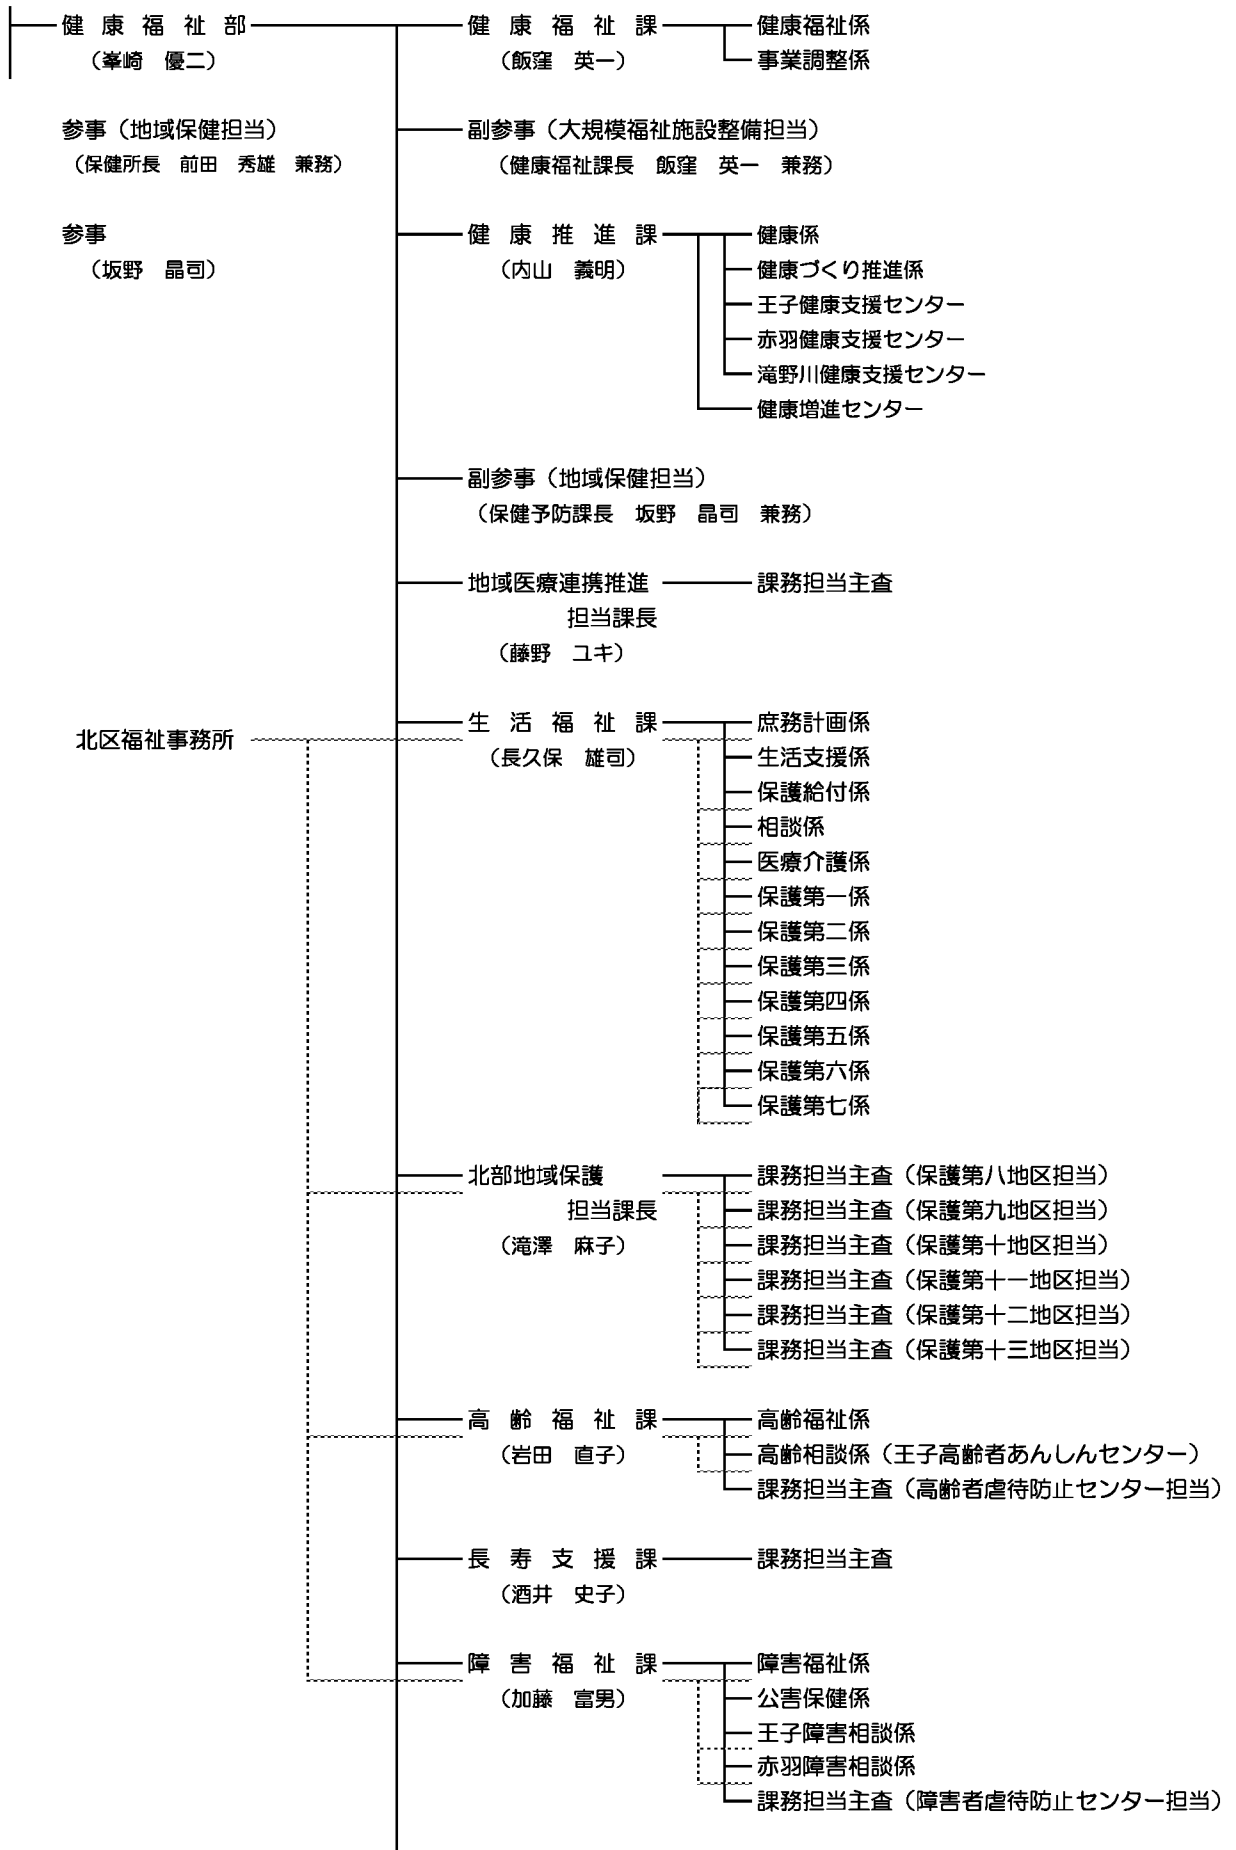 健康福祉部
（峯崎　優二）
参事（地域保健担当）
（保健所長　前田　秀雄　兼務）
参事
（坂野　晶司）
北区福祉事務所
健康福祉課
（飯窪　英一）
健康福祉係
事業調整係
副参事（大規模福祉施設整備担当）
（健康福祉課長　飯窪　英一　兼務）
健康推進課
（内山　義明）
健康係
健康づくり推進係
王子健康支援センター
赤羽健康支援センター
滝野川健康支援センター
健康増進センター
副参事（地域保健担当）
（保健予防課長　坂野　晶司　兼務）
地域医療連携推進
担当課長
（藤野　ユキ）
課務担当主査
生活福祉課
（長久保　雄司）
庶務計画係
生活支援係
保護給付係
相談係
医療介護係
保護第一係
保護第二係
保護第三係
保護第四係
保護第五係
保護第六係
保護第七係
北部地域保護
担当課長
（滝澤　麻子）
課務担当主査（保護第八地区担当）
課務担当主査（保護第九地区担当）
課務担当主査（保護第十地区担当）
課務担当主査（保護第十一地区担当）
課務担当主査（保護第十二地区担当）
課務担当主査（保護第十三地区担当）
高齢福祉課
（岩田　直子）
高齢福祉係
高齢相談係（王子高齢者あんしんセンター）
課務担当主査（高齢者虐待防止センター担当）
長寿支援課
（酒井　史子）
課務担当主査
障害福祉課
（加藤　富男）
障害福祉係
公害保健係
王子障害相談係
赤羽障害相談係
課務担当主査（障害者虐待防止センター担当）